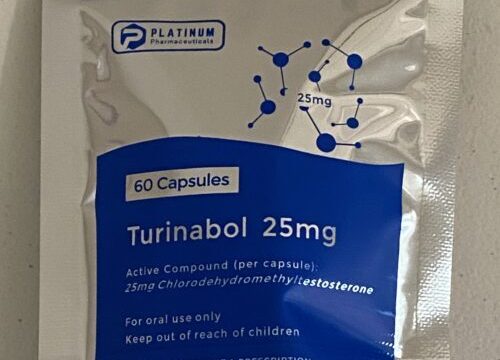 PLATINUM
Pharmaceuticals
25mg
60 Capsules
Turinabol 25mg
Active Compound (per capsule):
25mg Chlorodehydromethyltestosterone
For oral use only
Keep out of reach of children
PRESCRIPTION